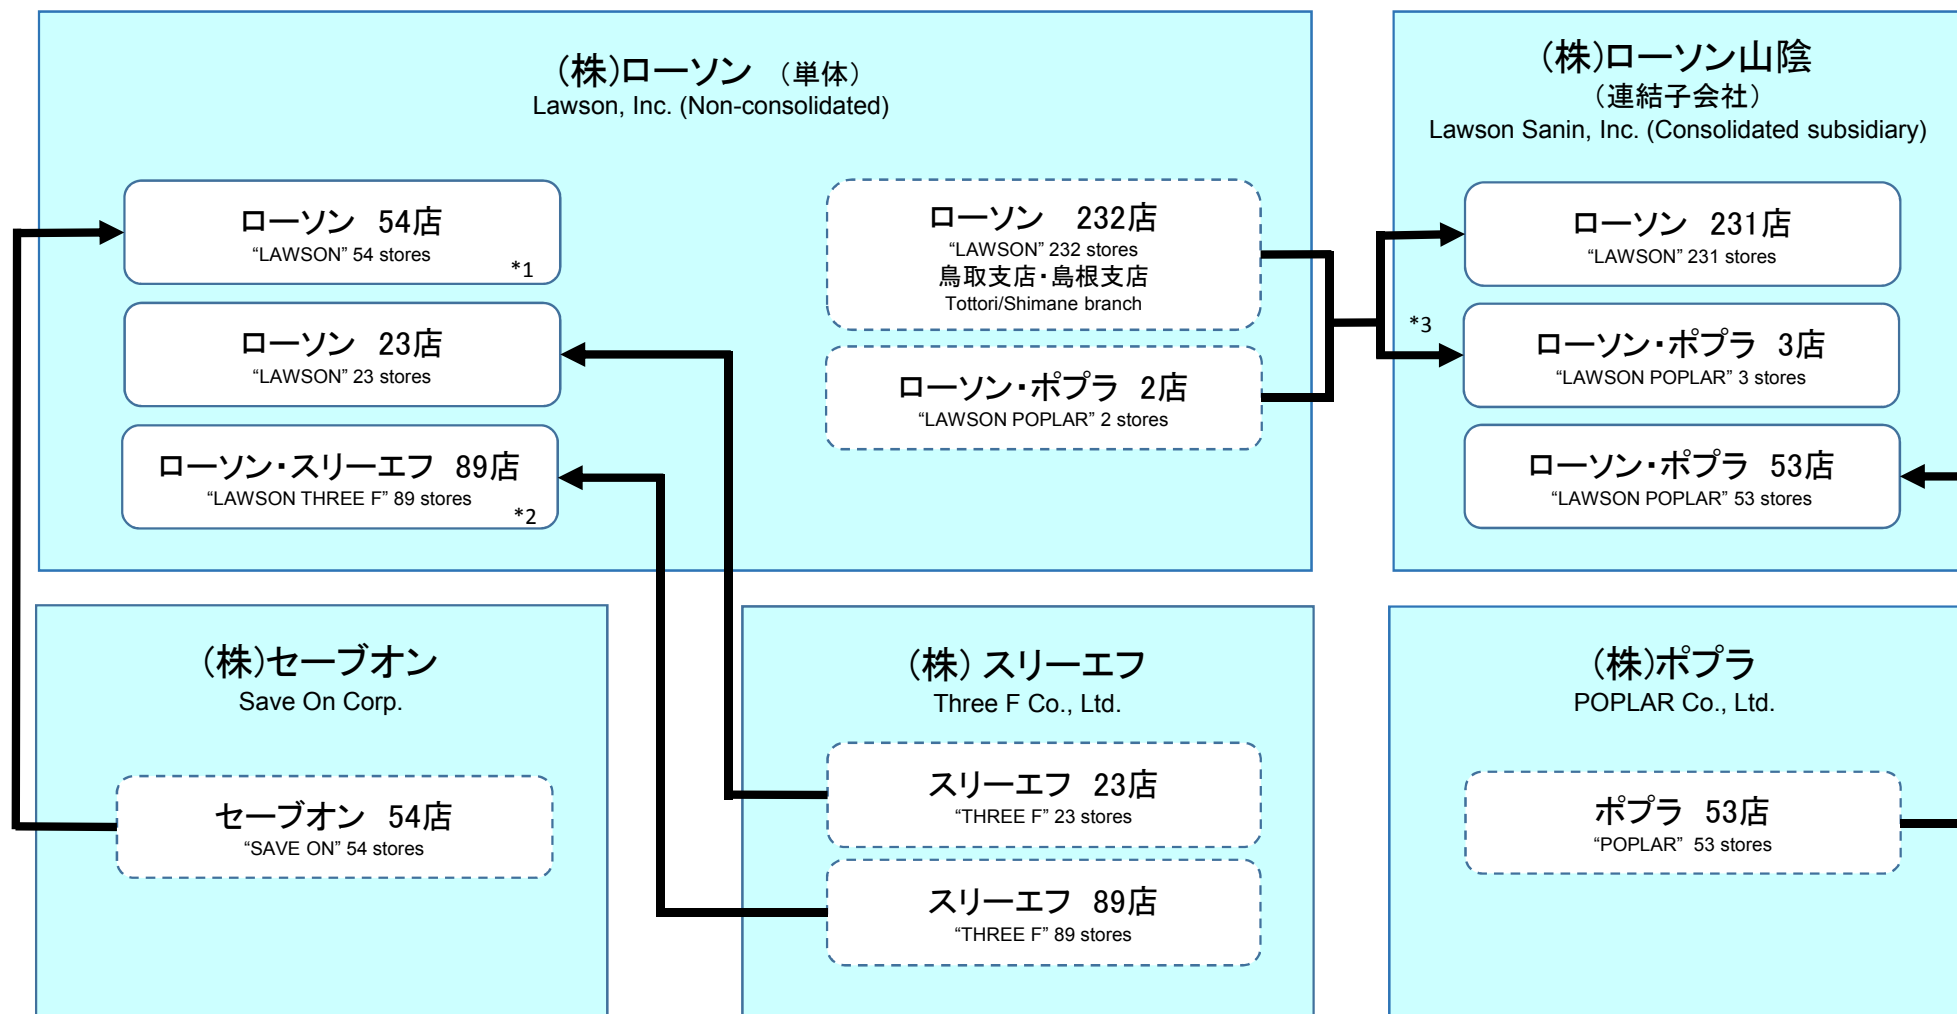 (株)ローソン （単体）
Lawson, Inc. (Non-consolidated)
ローソン 54店
“LAWSON” 54 stores
*1
ローソン 23店
“LAWSON” 23 stores
ローソン・スリーエフ 89店
“LAWSON THREE F” 89 stores
*2
ローソン 232店
“LAWSON” 232 stores
鳥取支店・島根支店
Tottori/Shimane branch
ローソン・ポプラ 2店
“LAWSON POPLAR” 2 stores
(株)ローソン山陰
（連結子会社）
Lawson Sanin, Inc. (Consolidated subsidiary)
ローソン 231店
“LAWSON” 231 stores
*3
ローソン・ポプラ 3店
“LAWSON POPLAR” 3 stores
ローソン・ポプラ 53店
“LAWSON POPLAR” 53 stores
(株)セーブオン
Save On Corp.
セーブオン 54店
“SAVE ON” 54 stores
(株) スリーエフ
Three F Co., Ltd.
スリーエフ 23店
“THREE F” 23 stores
スリーエフ 89店
“THREE F” 89 stores
(株)ポプラ
POPLAR Co., Ltd.
ポプラ 53店
“POPLAR” 53 stores